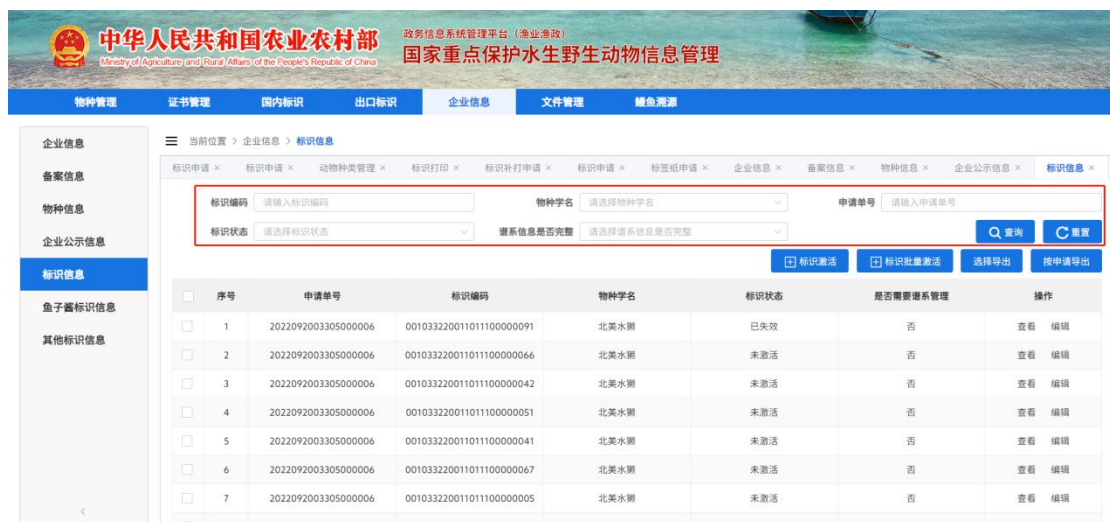 中华人民共和国农业农村部
Ministry of Agriculture and Rural Affairs of the People's Republic of China
政务信息系统管理平台（渔业渔政）
国家重点保护水生野生动物信息管理
物种管理 证书管理 国内标识 出口标识 企业信息 文件管理 鳗鱼溯源
企业信息
备案信息
物种信息
企业公示信息
标识信息
鱼子酱标识信息
其他标识信息
当前位置 > 企业信息 > 标识信息
标识申请 × 标识申请 × 动物种类管理 × 标识打印 × 标识补打申请 × 标识申请 × 标签纸申请 × 企业信息 × 备案信息 × 物种信息 × 企业公示信息 × 标识信息 ×
标识编码 请输入标识编码 物种学名 请选择物种学名 申请单号 请输入申请单号
标识状态 请选择标识状态 谱系信息是否完整 请选择谱系信息是否完整 查询 重置
标识激活 标识批量激活 选择导出 按申请导出
序号 申请单号 标识编码 物种学名 标识状态 是否需要谱系管理 操作
1 2022092003305000006 001033220011011100000091 北美水獭 已失效 否 查看 编辑
2 2022092003305000006 001033220011011100000066 北美水獭 未激活 否 查看 编辑
3 2022092003305000006 001033220011011100000042 北美水獭 未激活 否 查看 编辑
4 2022092003305000006 001033220011011100000051 北美水獭 未激活 否 查看 编辑
5 2022092003305000006 001033220011011100000041 北美水獭 未激活 否 查看 编辑
6 2022092003305000006 001033220011011100000067 北美水獭 未激活 否 查看 编辑
7 2022092003305000006 001033220011011100000005 北美水獭 未激活 否 查看 编辑